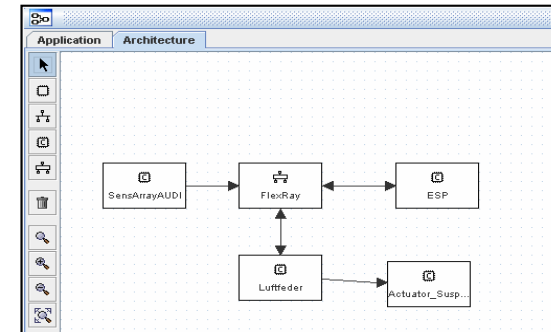 Application Architecture
SensArrayAUDI
FlexRay
ESP
Luftfeder
Actuator_Susp...